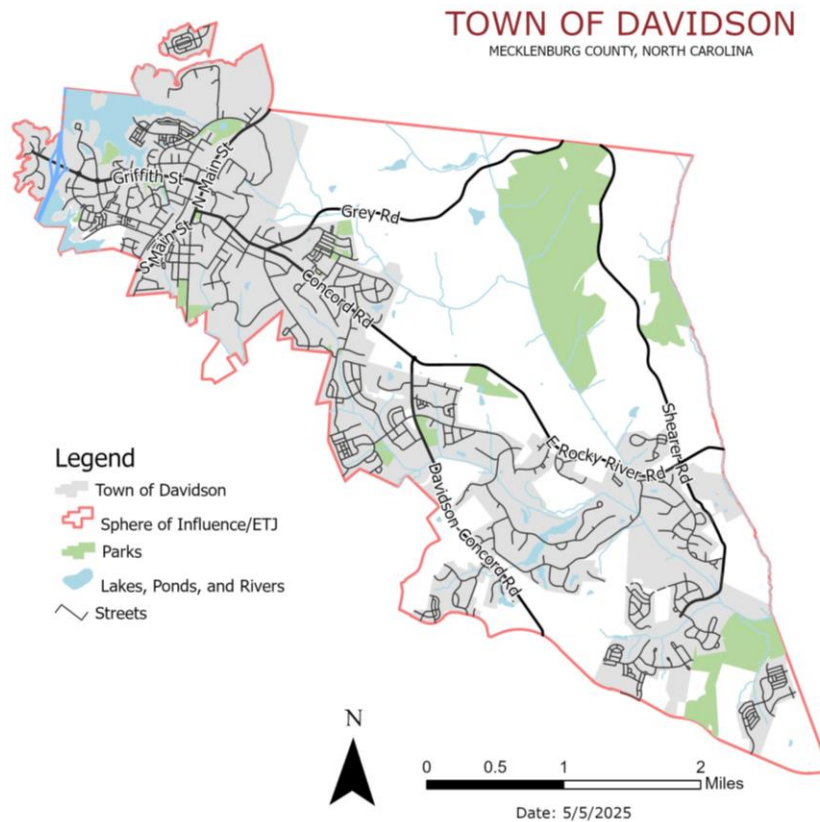 TOWN OF DAVIDSON
MECKLENBURG COUNTY, NORTH CAROLINA
Griffith St
N Main St
S Main St
Grey Rd
Concord Rd
E Rocky River Rd
Shearer Rd
Davidson-Concord Rd
Legend
Town of Davidson
Sphere of Influence/ETJ
Parks
Lakes, Ponds, and Rivers
Streets
N
0 0.5 1 2
Miles
Date: 5/5/2025